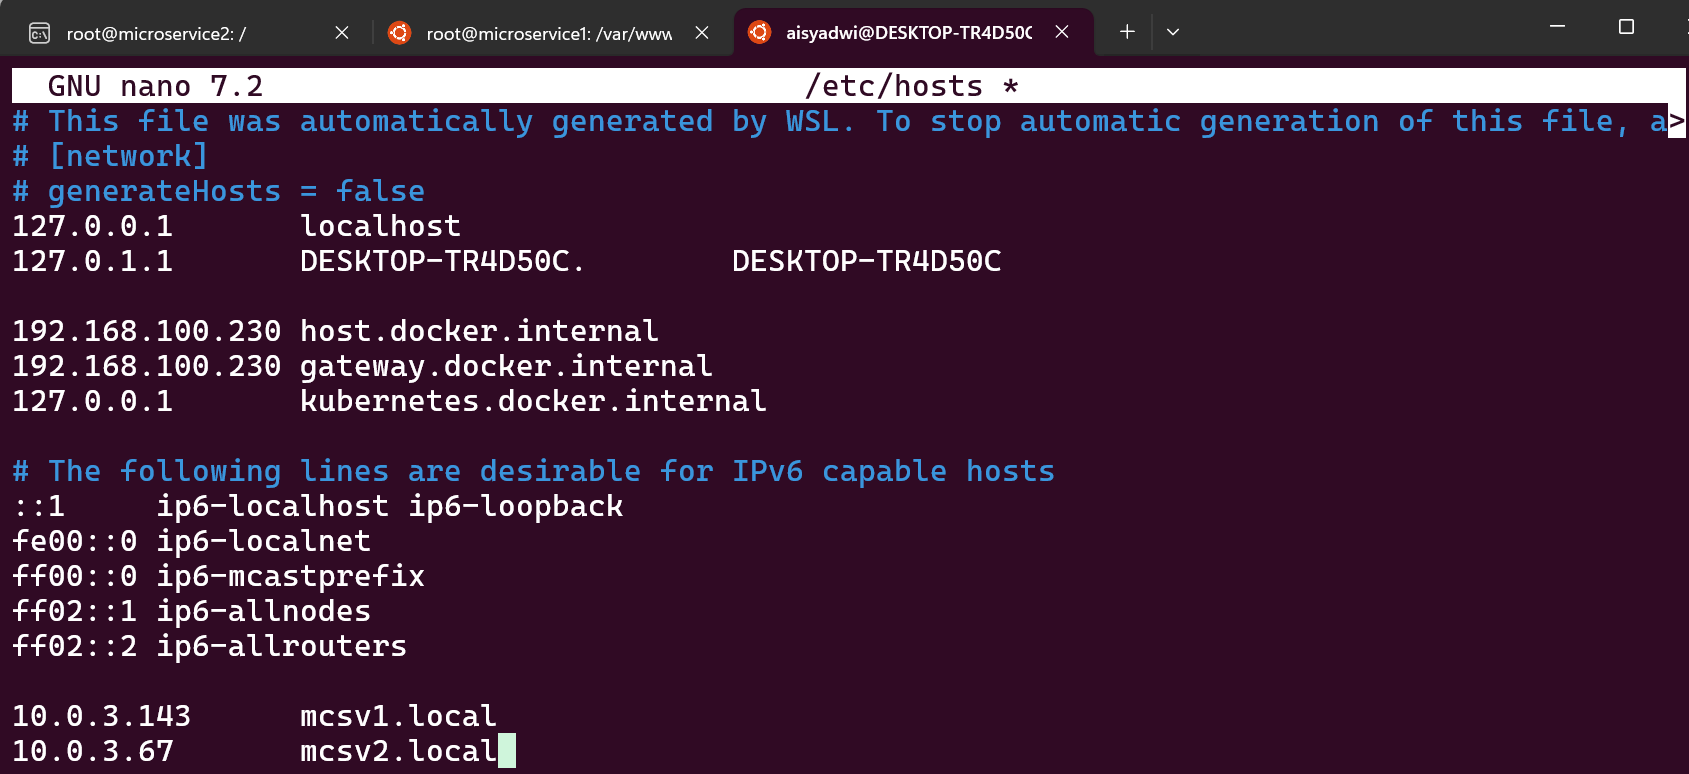 root@microservice2: /
root@microservice1: /var/www
aisyadwi@DESKTOP-TR4D50C
GNU nano 7.2 /etc/hosts *
# This file was automatically generated by WSL. To stop automatic generation of this file, a>
# [network]
# generateHosts = false
127.0.0.1 localhost
127.0.1.1 DESKTOP-TR4D50C. DESKTOP-TR4D50C
192.168.100.230 host.docker.internal
192.168.100.230 gateway.docker.internal
127.0.0.1 kubernetes.docker.internal
# The following lines are desirable for IPv6 capable hosts
::1 ip6-localhost ip6-loopback
fe00::0 ip6-localnet
ff00::0 ip6-mcastprefix
ff02::1 ip6-allnodes
ff02::2 ip6-allrouters
10.0.3.143 mcsv1.local
10.0.3.67 mcsv2.local